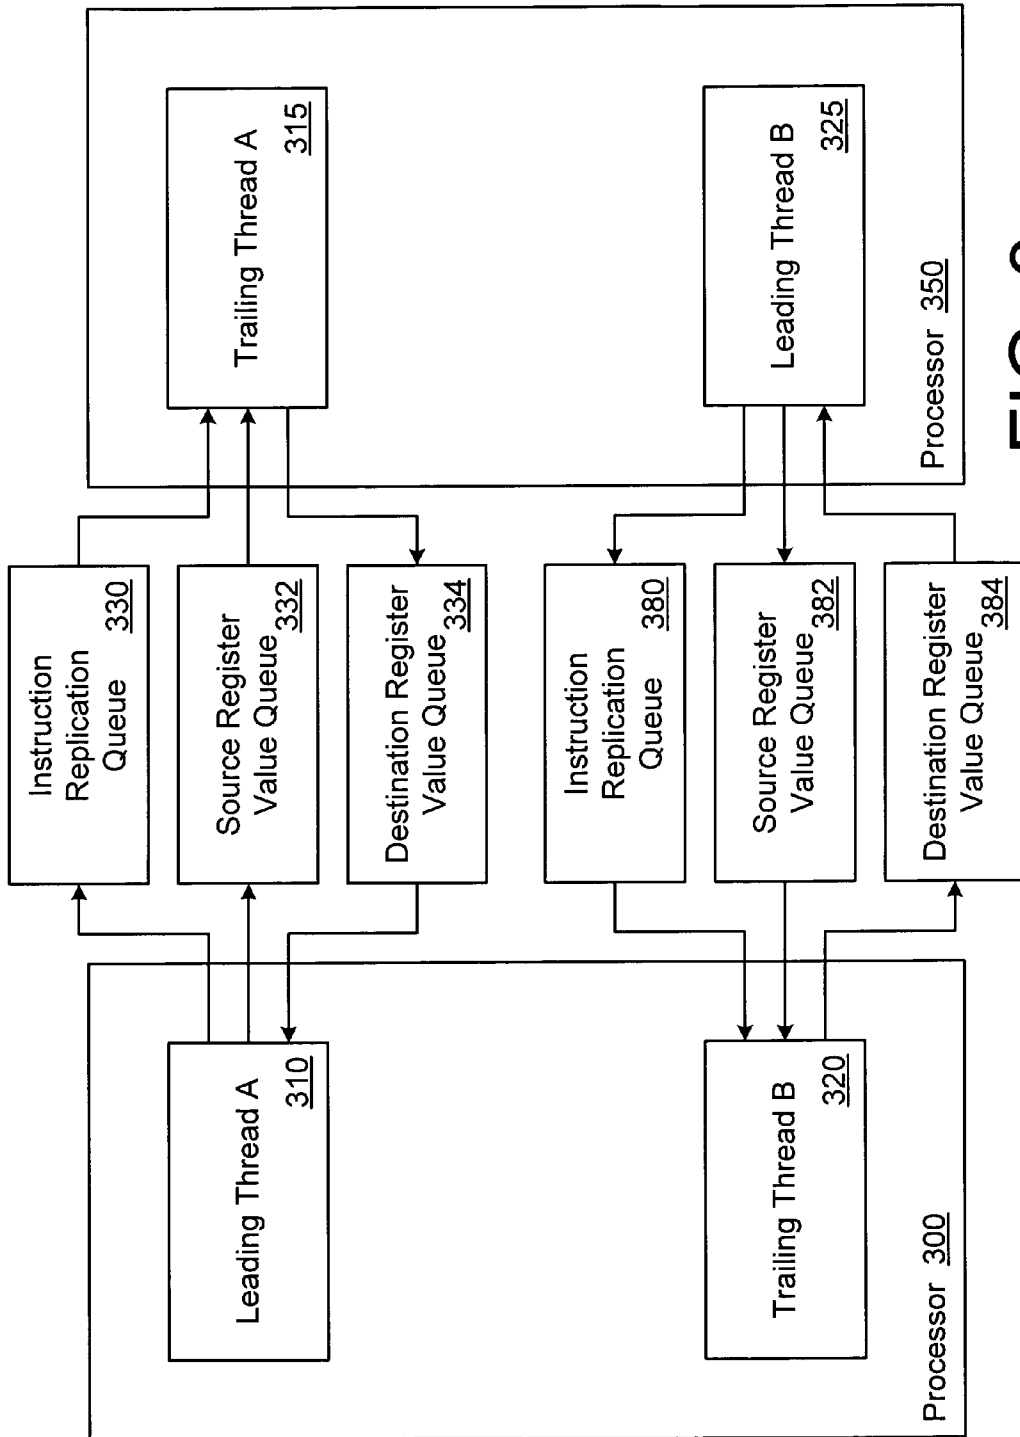 Instruction
Replication
Queue
330
Source Register
Value Queue
332
Destination Register
Value Queue
334
Leading Thread A
310
Trailing Thread A
315
Instruction
Replication
Queue
380
Source Register
Value Queue
382
Destination Register
Value Queue
384
Trailing Thread B
320
Leading Thread B
325
Processor 300
Processor 350
FIG.